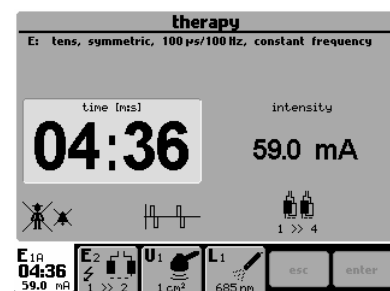 therapy
E: tens, symmetric, 100 µs/100 Hz, constant frequency
time [m:s]
intensity
04:36
59.0 mA
1 >> 4
E1A
04:36
59.0 mA
E2
1 >> 2
U1
1 cm²
L1
685 nm
esc
enter